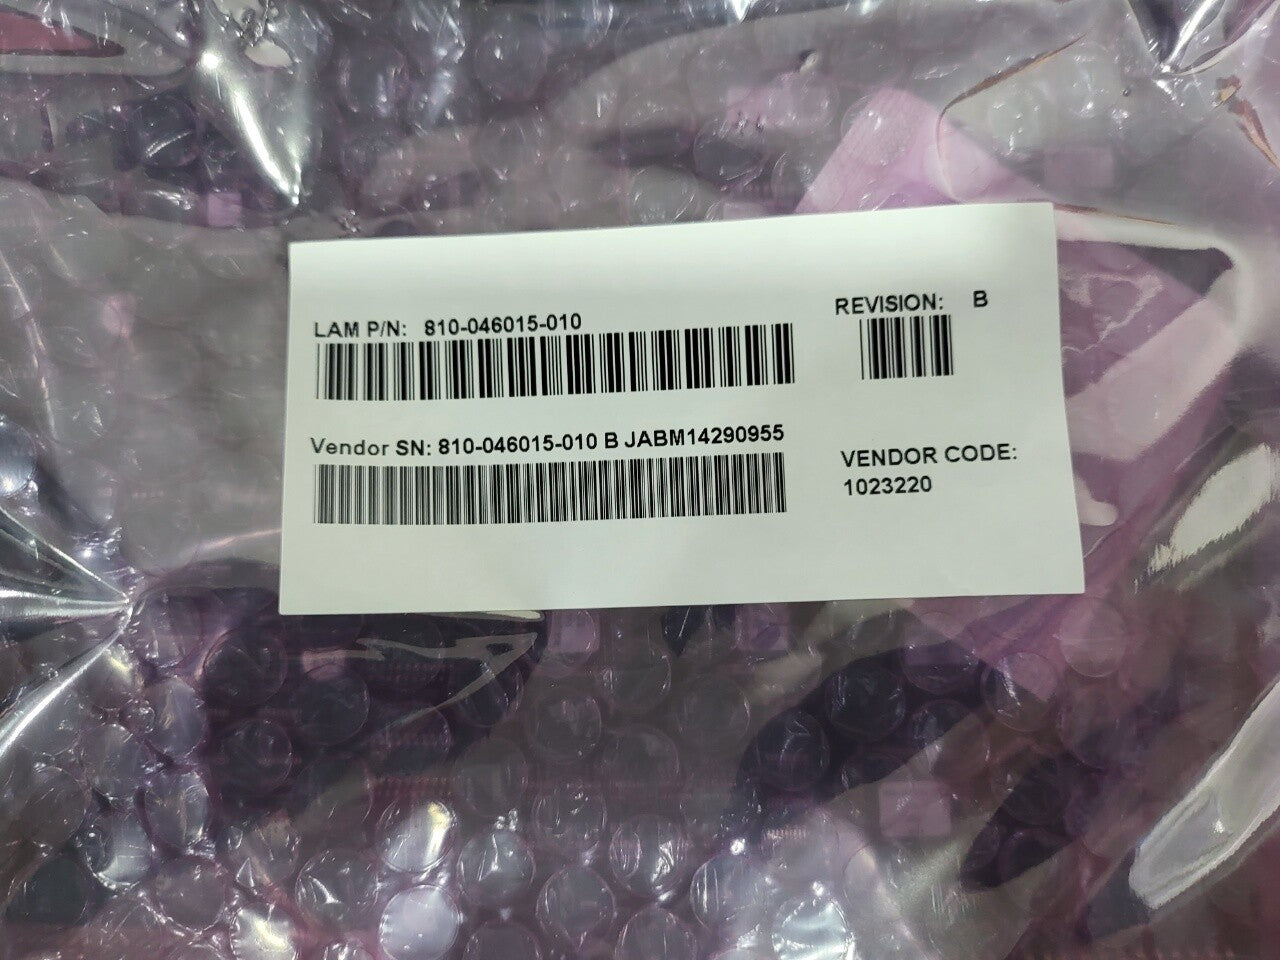 LAM P/N: 810-046015-010
REVISION: B
Vendor SN: 810-046015-010 B JABM14290955
VENDOR CODE:
1023220